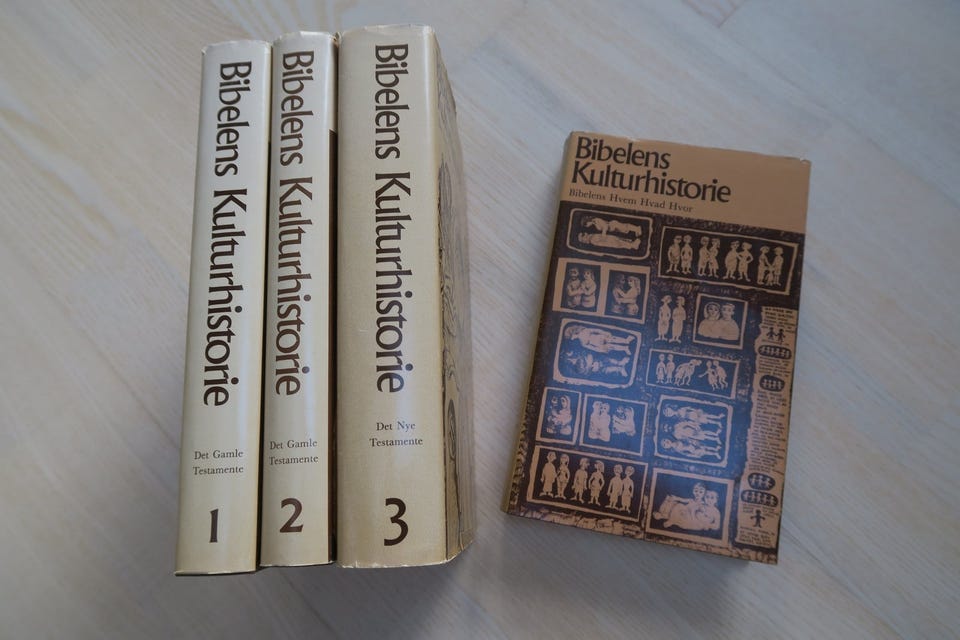 Bibelens Kulturhistorie
Det Gamle
Testamente
1
Bibelens Kulturhistorie
Det Gamle
Testamente
2
Bibelens Kulturhistorie
Det Nye
Testamente
3
Bibelens
Kulturhistorie
Bibelens Hvem Hvad Hvor